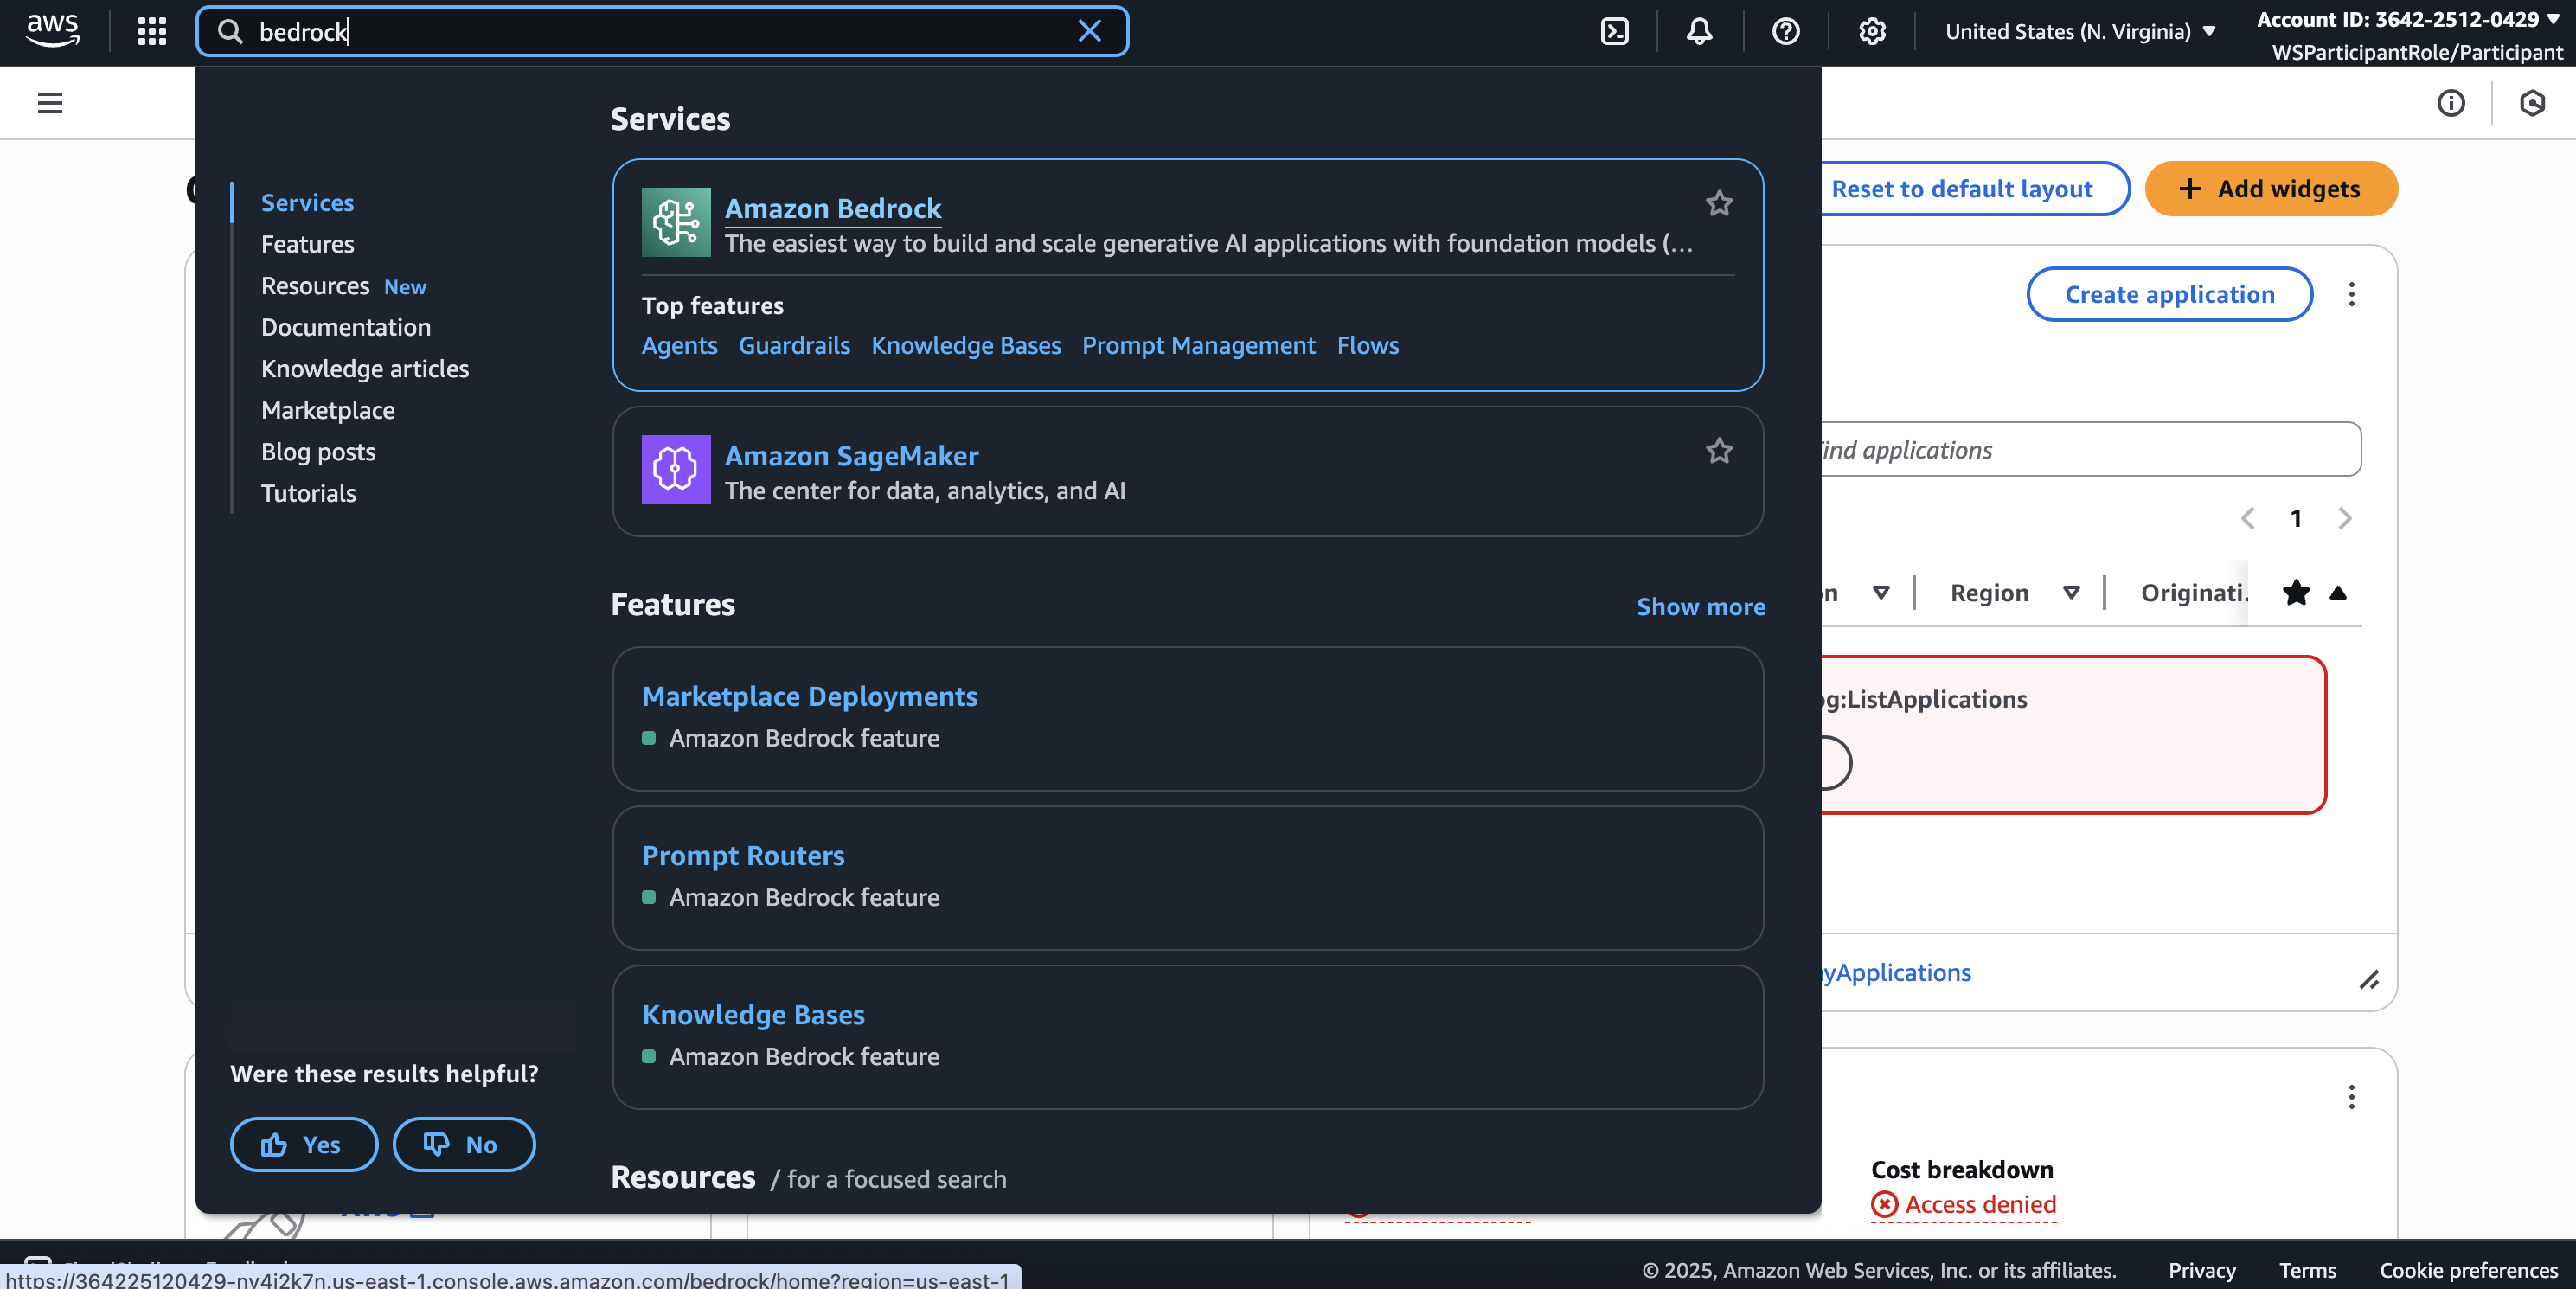 aws
bedrock
United States (N. Virginia)
Account ID: 3642-2512-0429
WSParticipantRole/Participant
Services
Features
Resources New
Documentation
Knowledge articles
Marketplace
Blog posts
Tutorials
Were these results helpful?
Yes
No
Services
Amazon Bedrock
The easiest way to build and scale generative AI applications with foundation models (...
Top features
Agents Guardrails Knowledge Bases Prompt Management Flows
Amazon SageMaker
The center for data, analytics, and AI
Features
Show more
Marketplace Deployments
Amazon Bedrock feature
Prompt Routers
Amazon Bedrock feature
Knowledge Bases
Amazon Bedrock feature
Resources / for a focused search
Reset to default layout
+ Add widgets
Create application
ind applications
1
n
Region
Originati.
g:ListApplications
yApplications
Cost breakdown
Access denied
https://364225120429-nv4j2k7n.us-east-1.console.aws.amazon.com/bedrock/home?region=us-east-1
© 2025, Amazon Web Services, Inc. or its affiliates.
Privacy
Terms
Cookie preferences